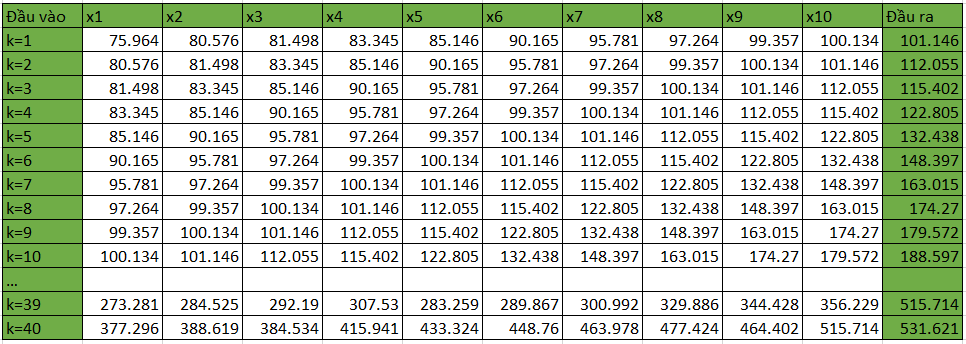 Đầu vào x1 x2 x3 x4 x5 x6 x7 x8 x9 x10 Đầu ra
k=1 75.964 80.576 81.498 83.345 85.146 90.165 95.781 97.264 99.357 100.134 101.146
k=2 80.576 81.498 83.345 85.146 90.165 95.781 97.264 99.357 100.134 101.146 112.055
k=3 81.498 83.345 85.146 90.165 95.781 97.264 99.357 100.134 101.146 112.055 115.402
k=4 83.345 85.146 90.165 95.781 97.264 99.357 100.134 101.146 112.055 115.402 122.805
k=5 85.146 90.165 95.781 97.264 99.357 100.134 101.146 112.055 115.402 122.805 132.438
k=6 90.165 95.781 97.264 99.357 100.134 101.146 112.055 115.402 122.805 132.438 148.397
k=7 95.781 97.264 99.357 100.134 101.146 112.055 115.402 122.805 132.438 148.397 163.015
k=8 97.264 99.357 100.134 101.146 112.055 115.402 122.805 132.438 148.397 163.015 174.27
k=9 99.357 100.134 101.146 112.055 115.402 122.805 132.438 148.397 163.015 174.27 179.572
k=10 100.134 101.146 112.055 115.402 122.805 132.438 148.397 163.015 174.27 179.572 188.597
...
k=39 273.281 284.525 292.19 307.53 283.259 289.867 300.992 329.886 344.428 356.229 515.714
k=40 377.296 388.619 384.534 415.941 433.324 448.76 463.978 477.424 464.402 515.714 531.621